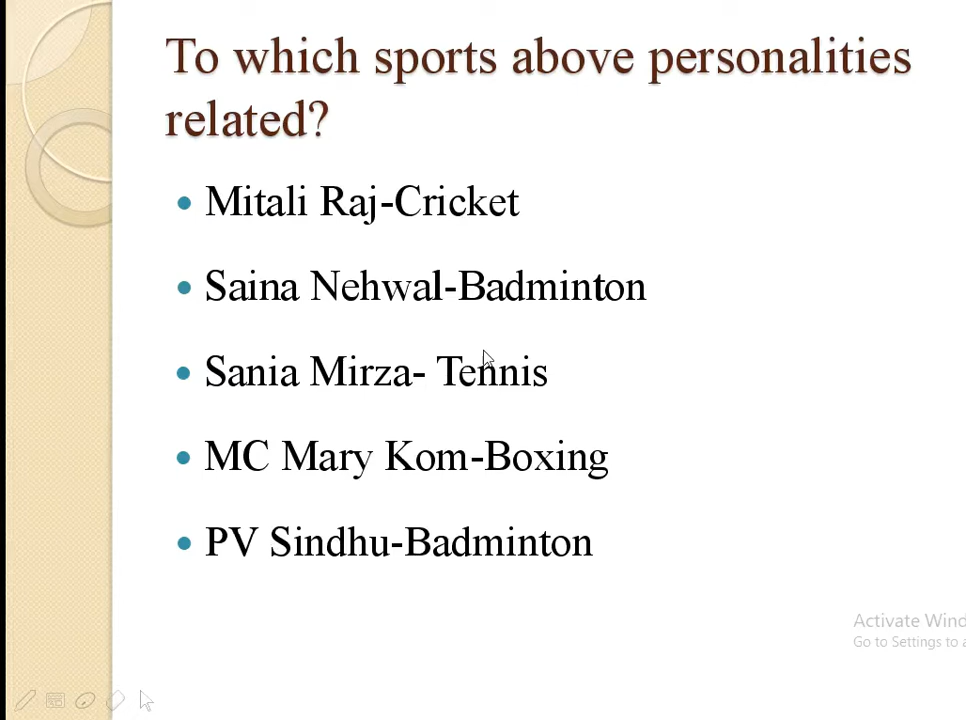 To which sports above personalities
related?
Mitali Raj-Cricket
Saina Nehwal-Badminton
Sania Mirza- Tennis
MC Mary Kom-Boxing
PV Sindhu-Badminton
Activate Wind
Go to Settings to a